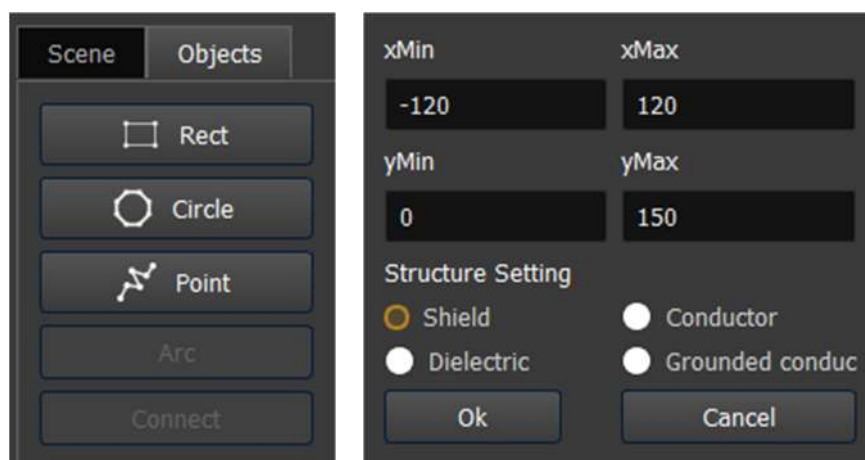 Scene Objects
Rect
Circle
Point
Arc
Connect
xMin xMax
-120 120
yMin yMax
0 150
Structure Setting
Shield Conductor
Dielectric Grounded conduc
Ok Cancel